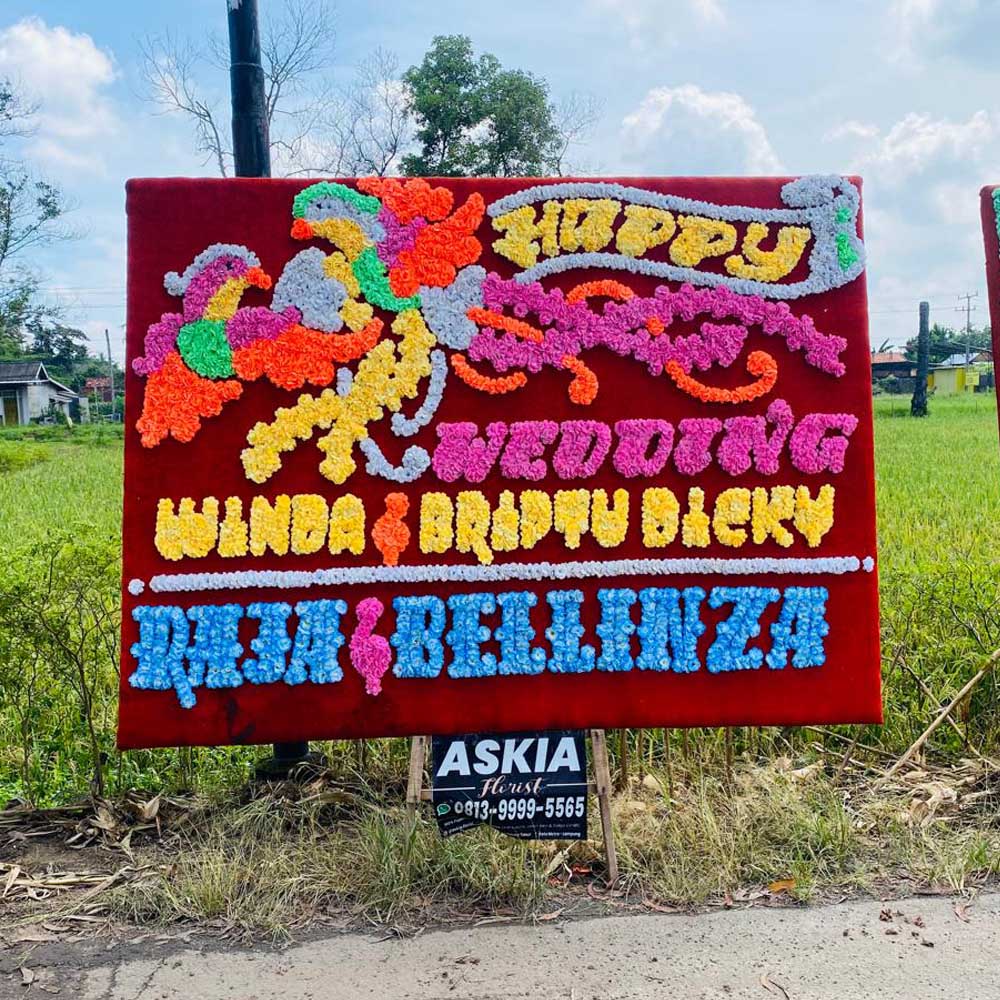 Happy
WEDDING
WINDA & BRIPTU DICKY
RAJA & BELLINZA
ASKIA
Florist
0813-9999-5565